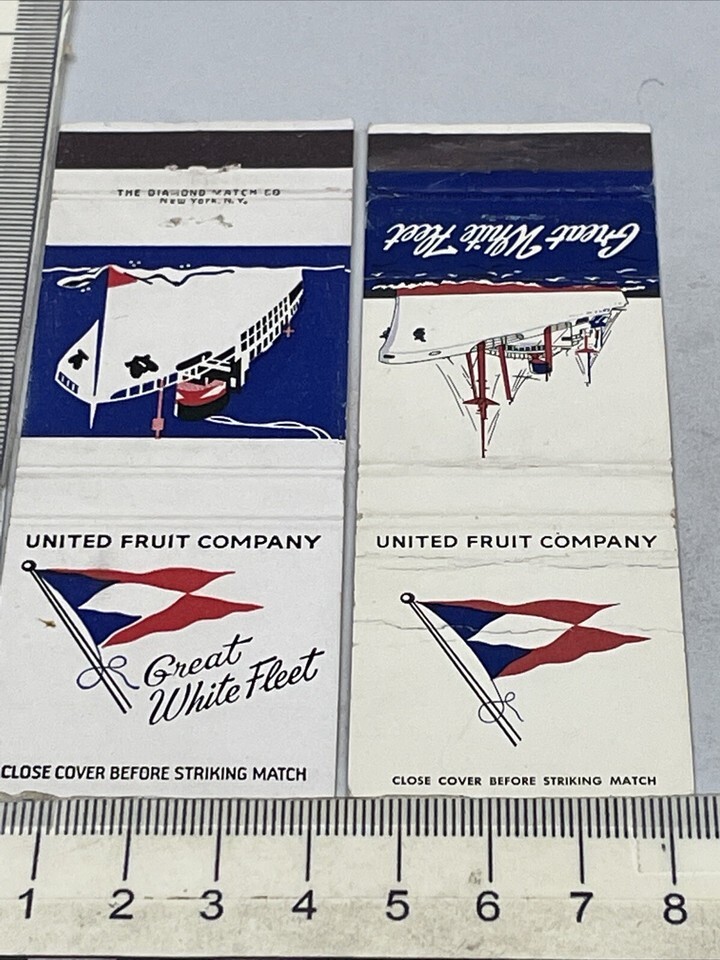 THE DIAMOND MATCH CO
NEW YORK, N.Y.
UNITED FRUIT COMPANY
Great
White Fleet
CLOSE COVER BEFORE STRIKING MATCH
Great White Fleet
UNITED FRUIT COMPANY
CLOSE COVER BEFORE STRIKING MATCH
1 2 3 4 5 6 7 8